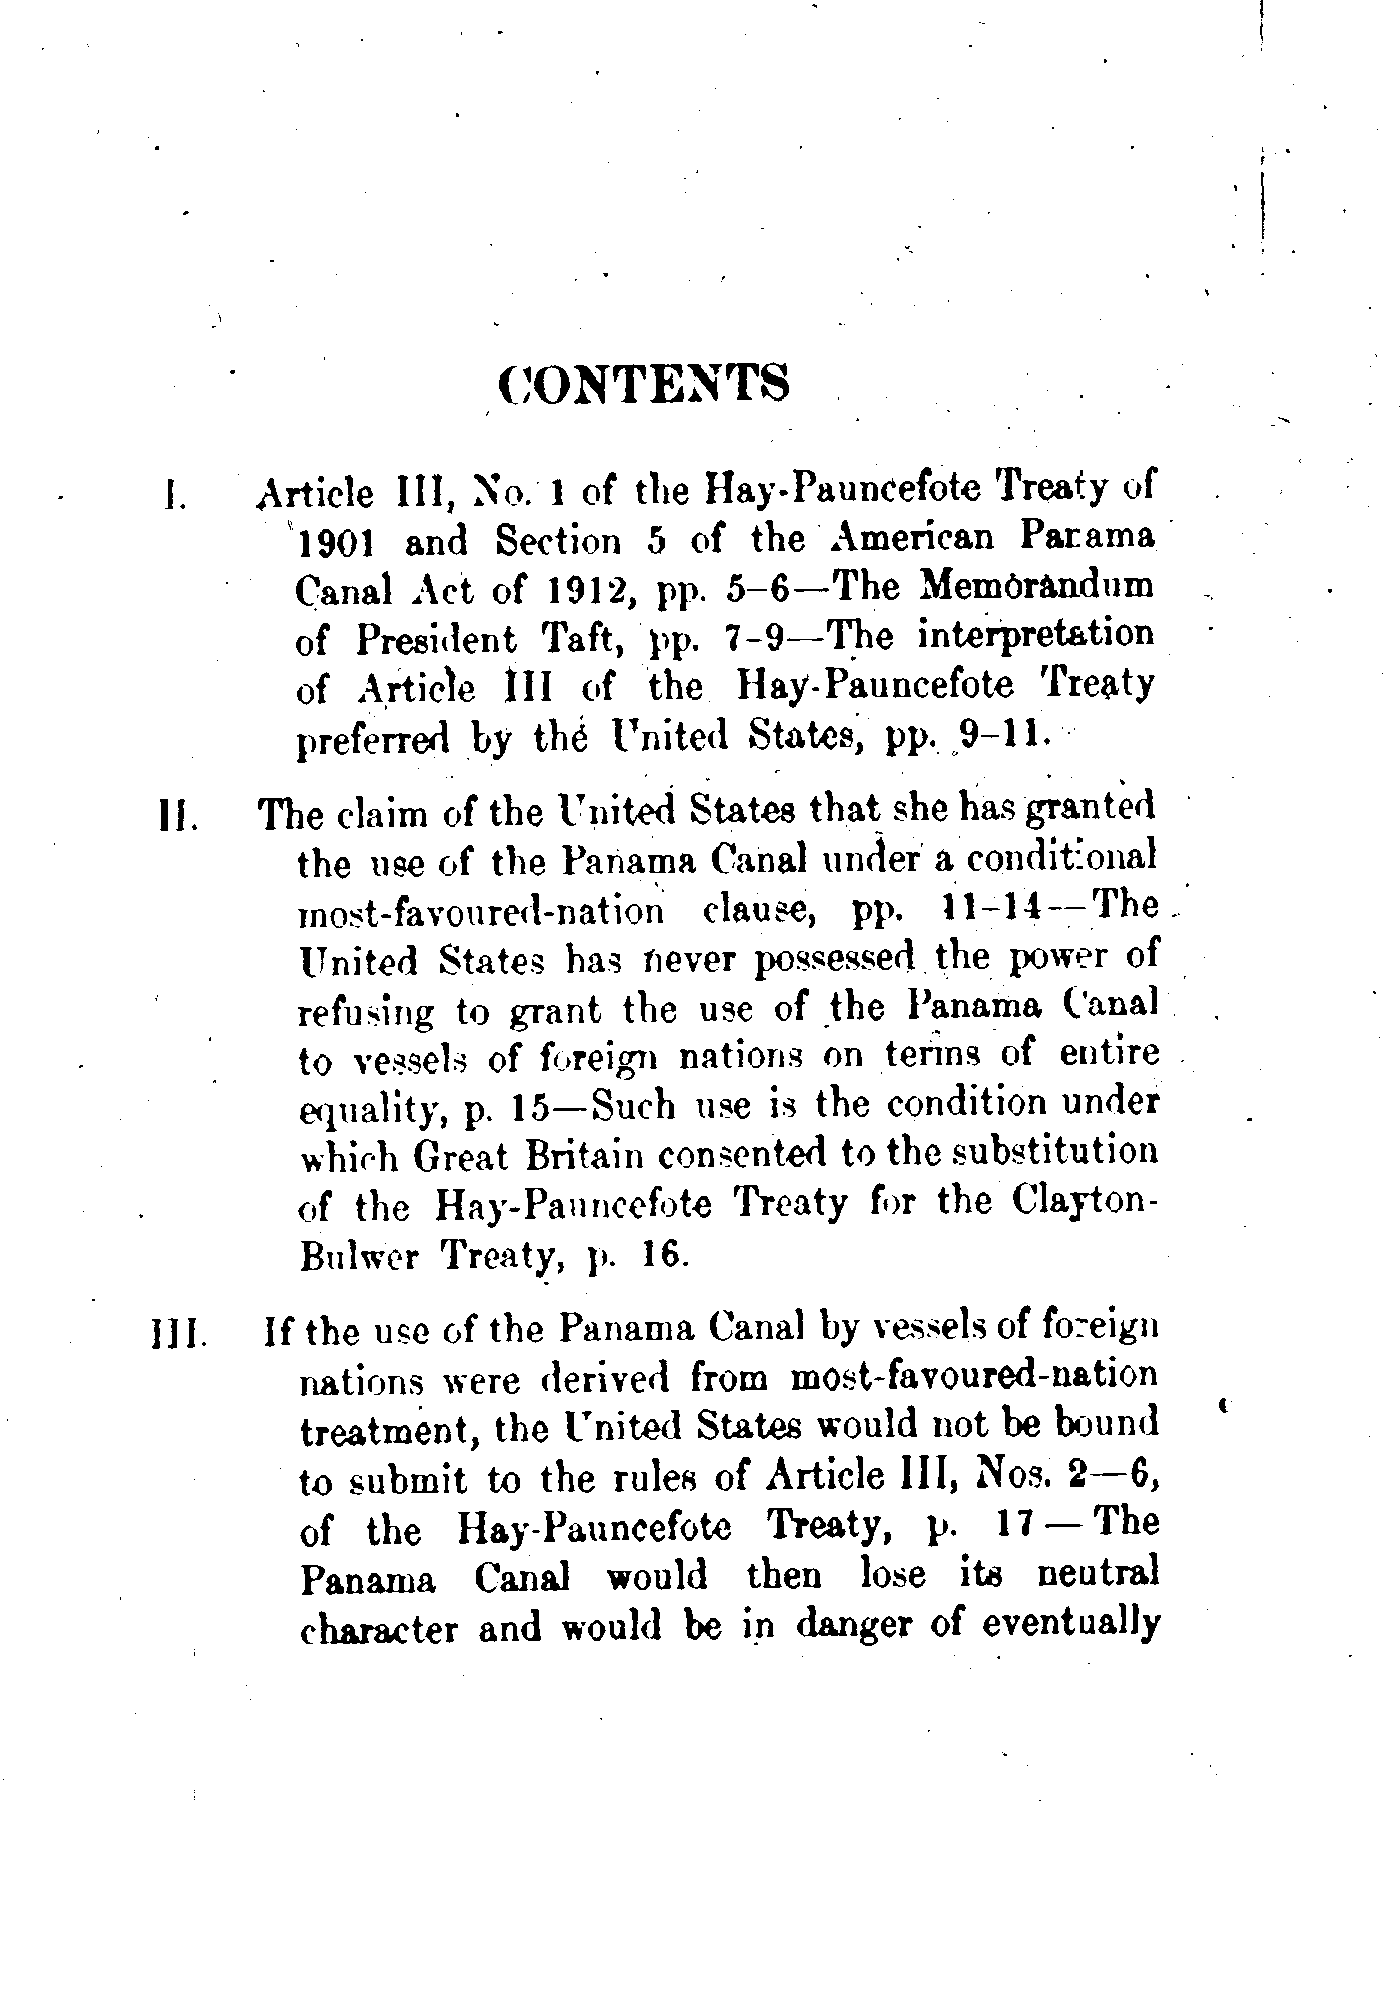 CONTENTS
I. Article III, No. 1 of the Hay-Pauncefote Treaty of
1901 and Section 5 of the American Panama
Canal Act of 1912, pp. 5–6—The Memorandum
of President Taft, pp. 7–9—The interpretation
of Article III of the Hay-Pauncefote Treaty
preferred by the United States, pp. 9–11.
II. The claim of the United States that she has granted
the use of the Panama Canal under a conditional
most-favoured-nation clause, pp. 11–14—The
United States has never possessed the power of
refusing to grant the use of the Panama Canal
to vessels of foreign nations on terms of entire
equality, p. 15—Such use is the condition under
which Great Britain consented to the substitution
of the Hay-Pauncefote Treaty for the Clayton-
Bulwer Treaty, p. 16.
III. If the use of the Panama Canal by vessels of foreign
nations were derived from most-favoured-nation
treatment, the United States would not be bound
to submit to the rules of Article III, Nos. 2—6,
of the Hay-Pauncefote Treaty, p. 17—The
Panama Canal would then lose its neutral
character and would be in danger of eventually